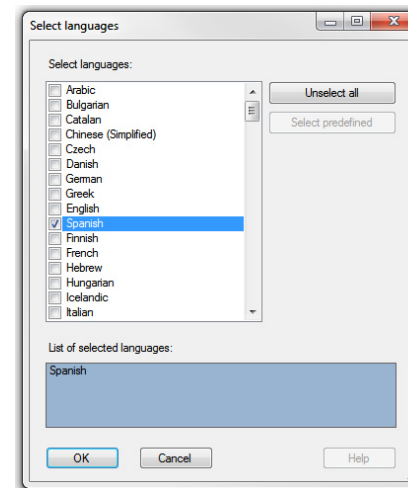 Select languages
Select languages:
Arabic
Bulgarian
Catalan
Chinese (Simplified)
Czech
Danish
German
Greek
English
Spanish
Finnish
French
Hebrew
Hungarian
Icelandic
Italian
Unselect all
Select predefined
List of selected languages:
Spanish
OK
Cancel
Help